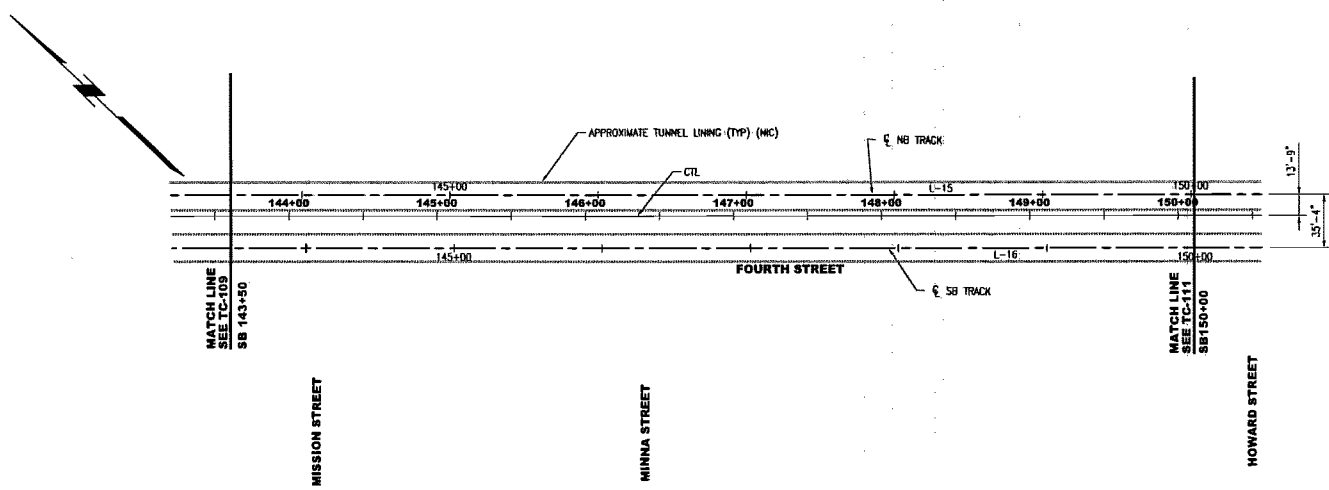 APPROXIMATE TUNNEL LINING (TYP) (NIC)
℄ NB TRACK
CTL
145+00
L-15
150+00
144+00
145+00
146+00
147+00
148+00
149+00
150+00
13'-9"
35'-4"
145+00
L-16
150+00
FOURTH STREET
℄ SB TRACK
MATCH LINE
SEE TC-109
SB 143+50
MATCH LINE
SEE TC-111
SB150+00
MISSION STREET
MINNA STREET
HOWARD STREET